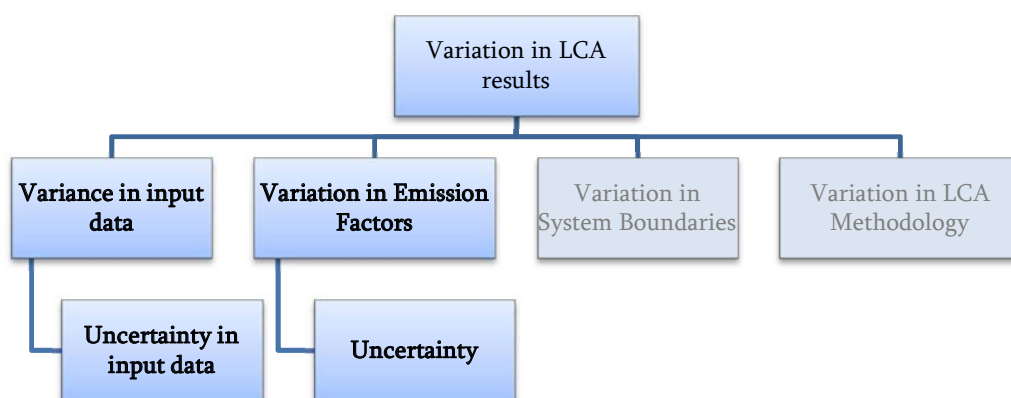 Variation in LCA
results
Variance in input
data
Variation in Emission
Factors
Variation in
System Boundaries
Variation in LCA
Methodology
Uncertainty in
input data
Uncertainty